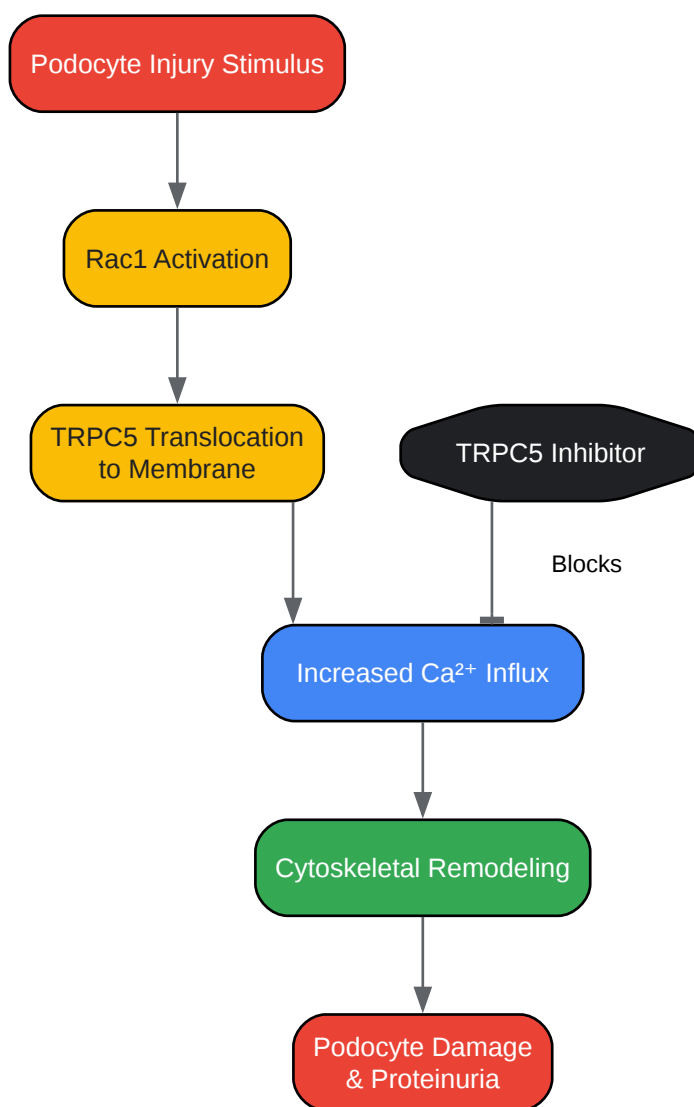 Podocyte Injury Stimulus
Rac1 Activation
TRPC5 Translocation
to Membrane
TRPC5 Inhibitor
Blocks
Increased Ca²⁺ Influx
Cytoskeletal Remodeling
Podocyte Damage
& Proteinuria